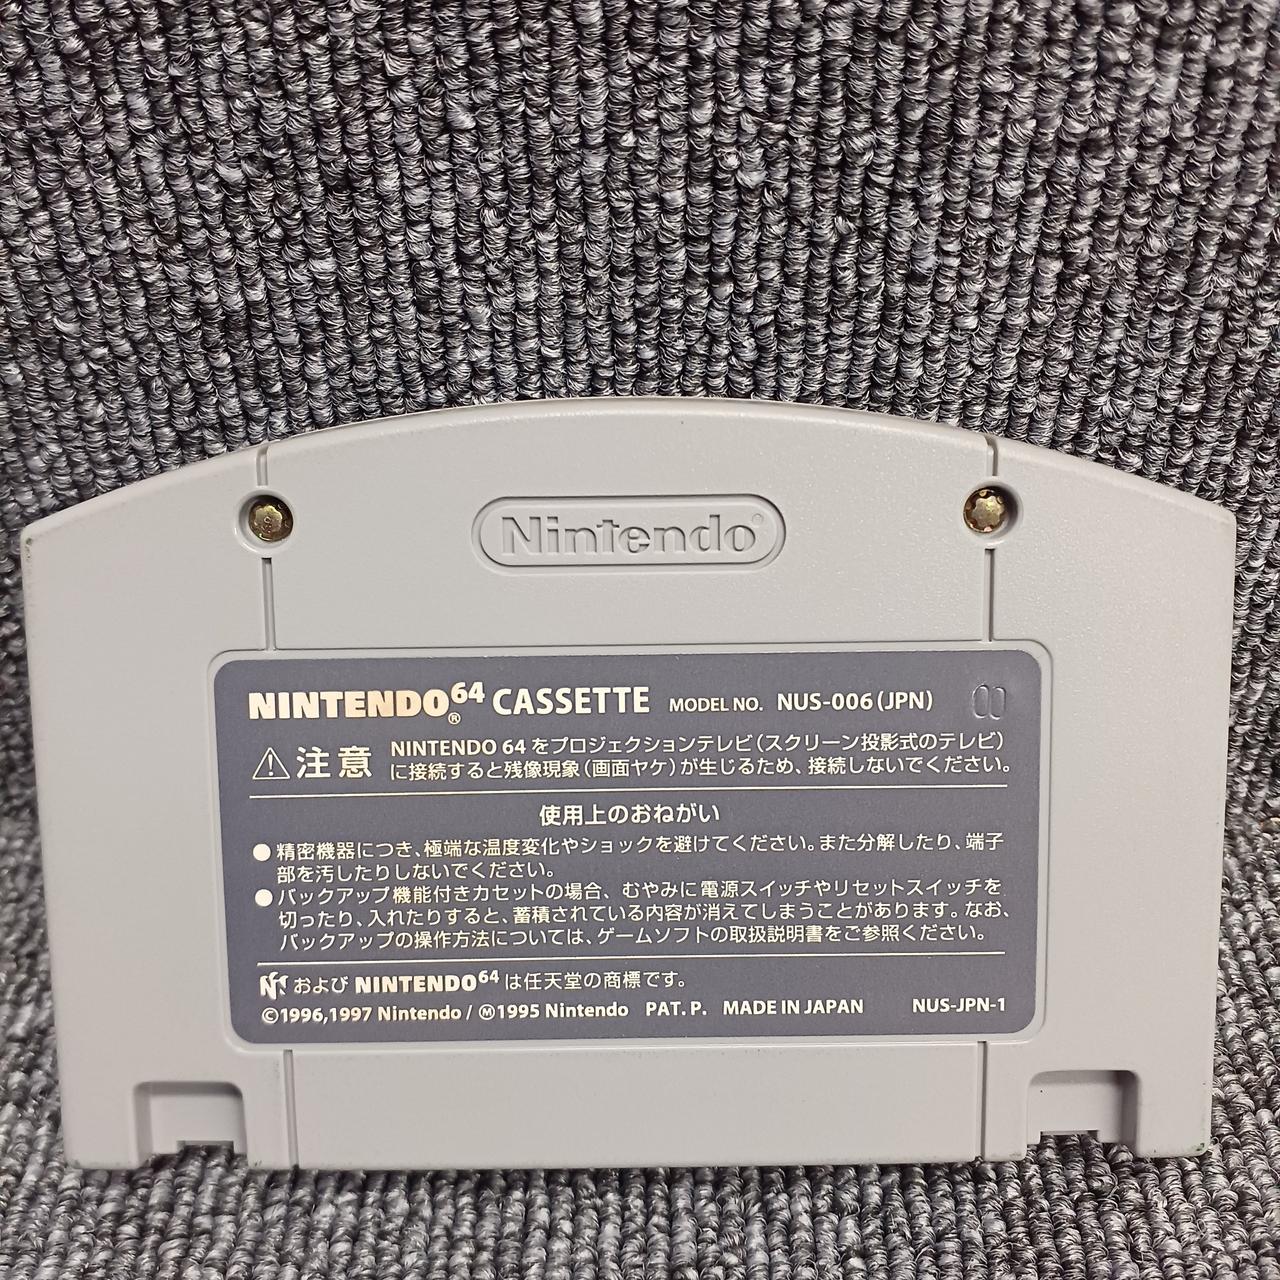 Nintendo®
NINTENDO64® CASSETTE MODEL NO. NUS-006(JPN) 00
⚠注意 NINTENDO 64 をプロジェクションテレビ(スクリーン投影式のテレビ)
に接続すると残像現象(画面ヤケ)が生じるため、接続しないでください。
使用上のおねがい
●精密機器につき、極端な温度変化やショックを避けてください。また分解したり、端子
部を汚したりしないでください。
●バックアップ機能付きカセットの場合、むやみに電源スイッチやリセットスイッチを
切ったり、入れたりすると、蓄積されている内容が消えてしまうことがあります。なお、
バックアップの操作方法については、ゲームソフトの取扱説明書をご参照ください。
および NINTENDO64 は任天堂の商標です。
©1996,1997 Nintendo / Ⓜ1995 Nintendo PAT. P. MADE IN JAPAN NUS-JPN-1